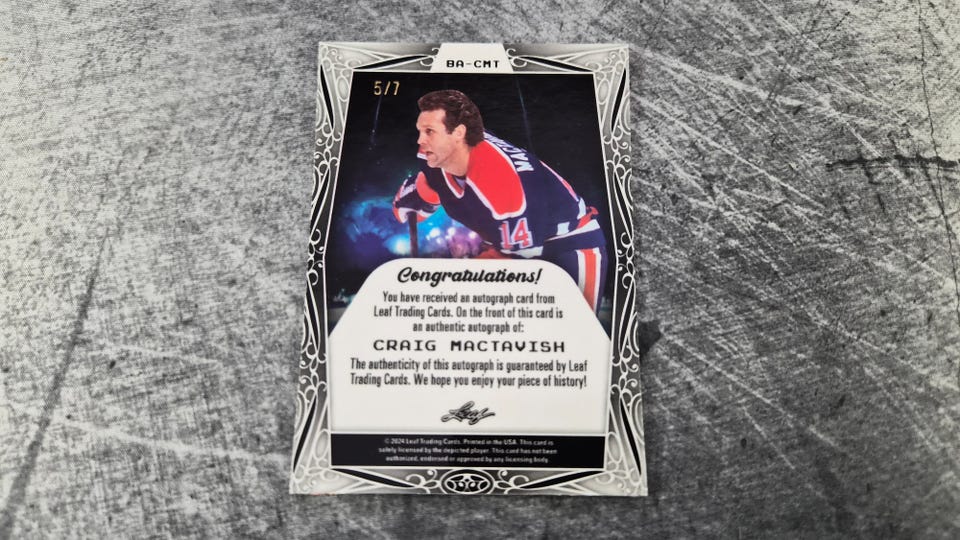 BA-CMT
5/7
MACT
14
Congratulations!
You have received an autograph card from
Leaf Trading Cards. On the front of this card is
an authentic autograph of:
CRAIG MACTAVISH
The authenticity of this autograph is guaranteed by Leaf
Trading Cards. We hope you enjoy your piece of history!
Leaf
© 2024 Leaf Trading Cards. Printed in the USA. This card is
solely licensed by the depicted player. This card has not been
authorized, endorsed or approved by any licensing body.